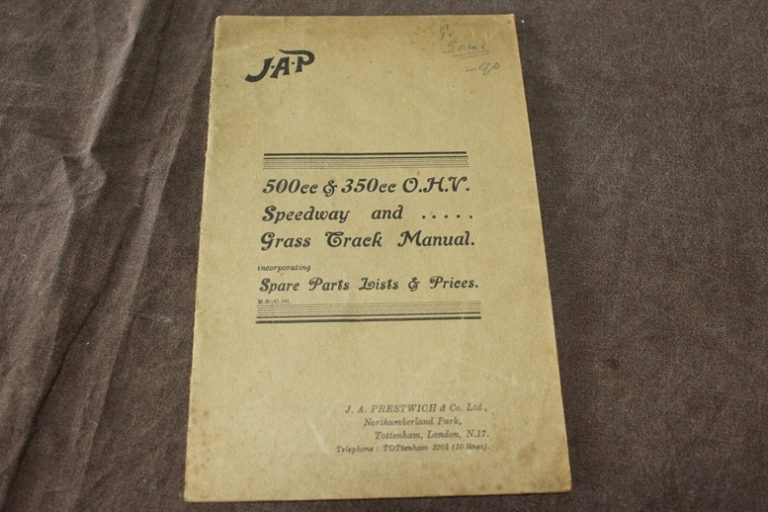 J·A·P
500cc & 350cc O.H.V.
Speedway and .....
Grass Track Manual.
incorporating
Spare Parts Lists & Prices.
J. A. PRESTWICH & Co. Ltd.,
Northumberland Park,
Tottenham, London, N.17.
Telephone: TOTtenham 5701 (10 lines).